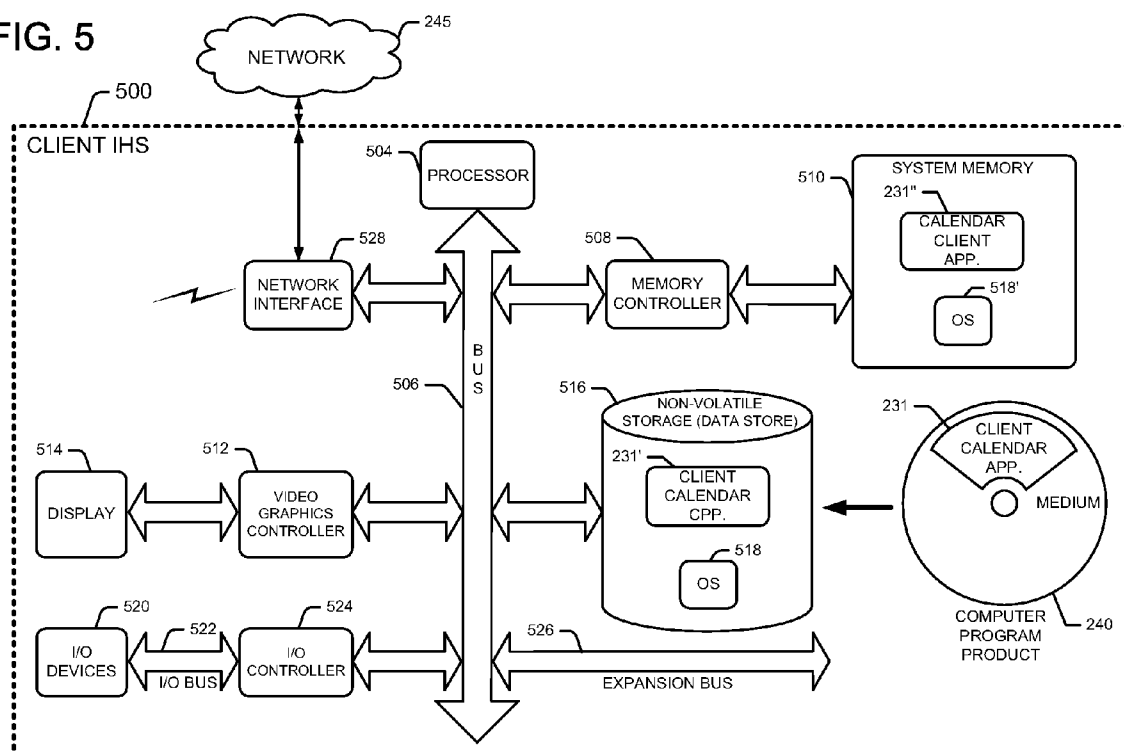 FIG. 5
245
NETWORK
500
CLIENT IHS
504
PROCESSOR
SYSTEM MEMORY
510
231"
CALENDAR
CLIENT
APP.
518'
OS
528
NETWORK
INTERFACE
508
MEMORY
CONTROLLER
BUS
506
516
NON-VOLATILE
STORAGE (DATA STORE)
231'
CLIENT
CALENDAR
CPP.
518
OS
231
CLIENT
CALENDAR
APP.
MEDIUM
514
DISPLAY
512
VIDEO
GRAPHICS
CONTROLLER
COMPUTER
PROGRAM
PRODUCT
240
520
I/O
DEVICES
522
I/O BUS
524
I/O
CONTROLLER
526
EXPANSION BUS